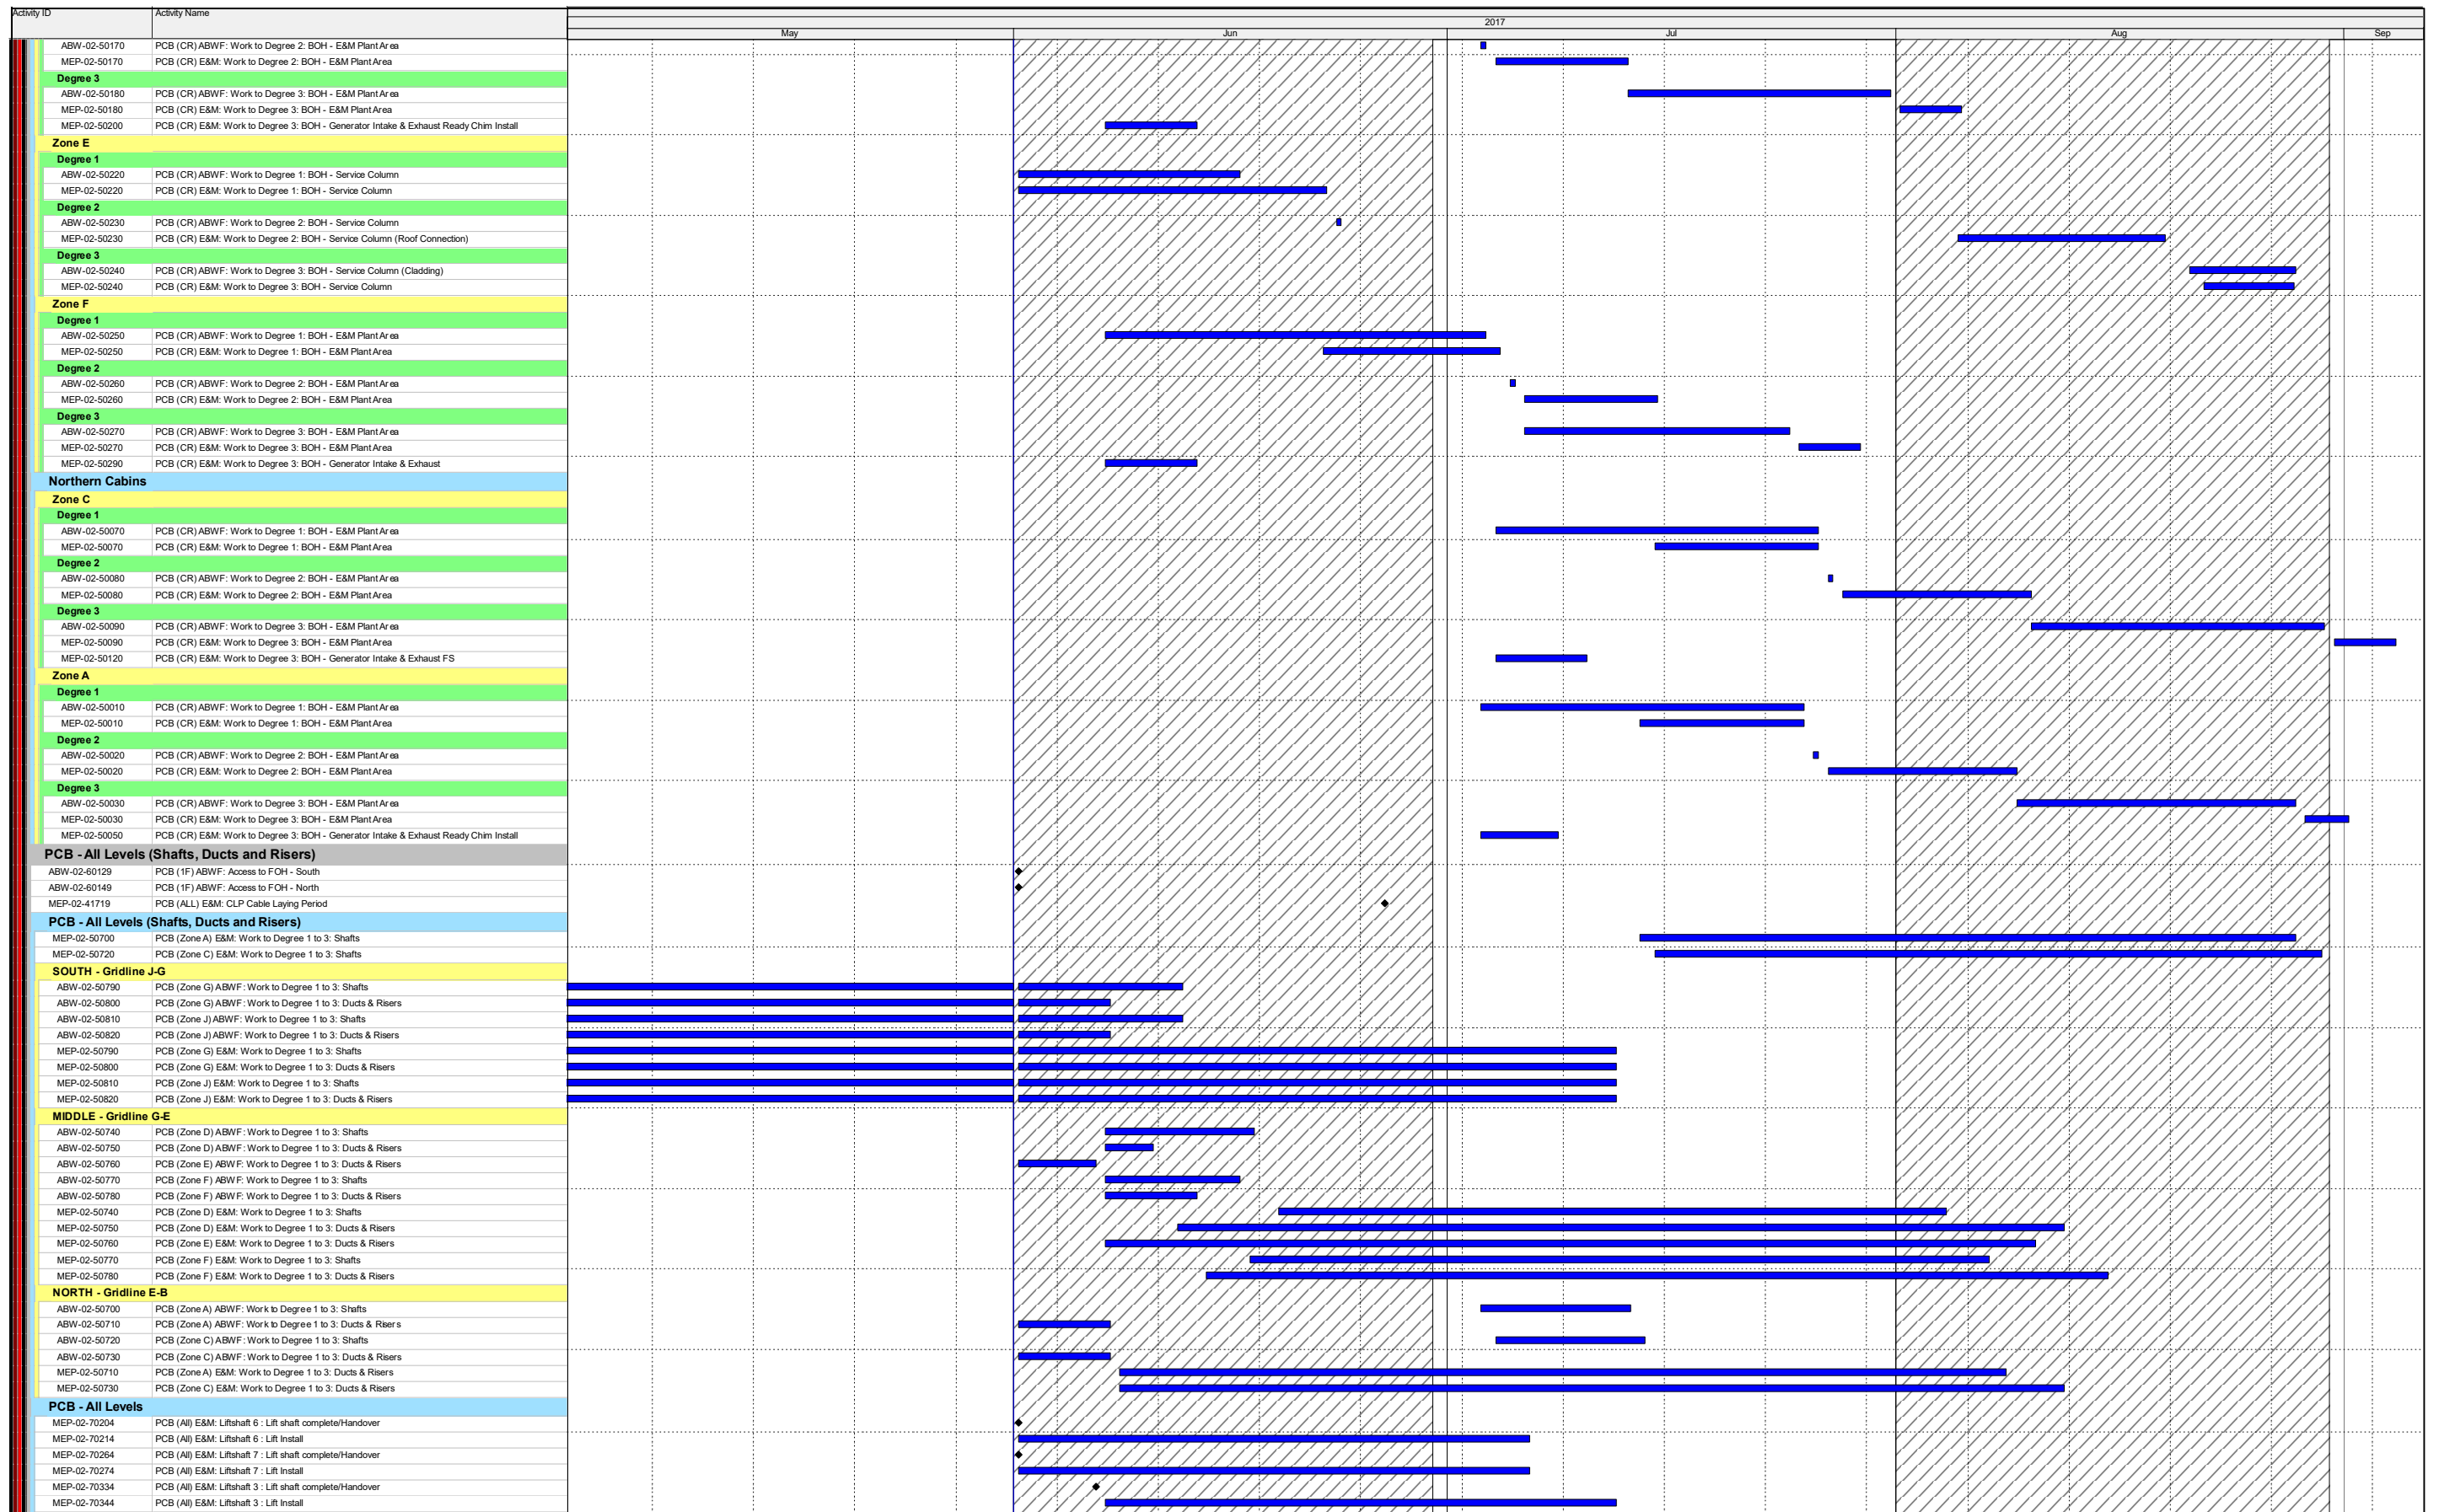 Activity ID Activity Name
2017
May Jun Jul Aug Sep
ABW-02-50170 PCB (CR) ABWF: Work to Degree 2: BOH - E&M Plant Area
MEP-02-50170 PCB (CR) E&M: Work to Degree 2: BOH - E&M Plant Area
Degree 3
ABW-02-50180 PCB (CR) ABWF: Work to Degree 3: BOH - E&M Plant Area
MEP-02-50180 PCB (CR) E&M: Work to Degree 3: BOH - E&M Plant Area
MEP-02-50200 PCB (CR) E&M: Work to Degree 3: BOH - Generator Intake & Exhaust Ready Chim Install
Zone E
Degree 1
ABW-02-50220 PCB (CR) ABWF: Work to Degree 1: BOH - Service Column
MEP-02-50220 PCB (CR) E&M: Work to Degree 1: BOH - Service Column
Degree 2
ABW-02-50230 PCB (CR) ABWF: Work to Degree 2: BOH - Service Column
MEP-02-50230 PCB (CR) E&M: Work to Degree 2: BOH - Service Column (Roof Connection)
Degree 3
ABW-02-50240 PCB (CR) ABWF: Work to Degree 3: BOH - Service Column (Cladding)
MEP-02-50240 PCB (CR) E&M: Work to Degree 3: BOH - Service Column
Zone F
Degree 1
ABW-02-50250 PCB (CR) ABWF: Work to Degree 1: BOH - E&M Plant Area
MEP-02-50250 PCB (CR) E&M: Work to Degree 1: BOH - E&M Plant Area
Degree 2
ABW-02-50260 PCB (CR) ABWF: Work to Degree 2: BOH - E&M Plant Area
MEP-02-50260 PCB (CR) E&M: Work to Degree 2: BOH - E&M Plant Area
Degree 3
ABW-02-50270 PCB (CR) ABWF: Work to Degree 3: BOH - E&M Plant Area
MEP-02-50270 PCB (CR) E&M: Work to Degree 3: BOH - E&M Plant Area
MEP-02-50290 PCB (CR) E&M: Work to Degree 3: BOH - Generator Intake & Exhaust
Northern Cabins
Zone C
Degree 1
ABW-02-50070 PCB (CR) ABWF: Work to Degree 1: BOH - E&M Plant Area
MEP-02-50070 PCB (CR) E&M: Work to Degree 1: BOH - E&M Plant Area
Degree 2
ABW-02-50080 PCB (CR) ABWF: Work to Degree 2: BOH - E&M Plant Area
MEP-02-50080 PCB (CR) E&M: Work to Degree 2: BOH - E&M Plant Area
Degree 3
ABW-02-50090 PCB (CR) ABWF: Work to Degree 3: BOH - E&M Plant Area
MEP-02-50090 PCB (CR) E&M: Work to Degree 3: BOH - E&M Plant Area
MEP-02-50120 PCB (CR) E&M: Work to Degree 3: BOH - Generator Intake & Exhaust FS
Zone A
Degree 1
ABW-02-50010 PCB (CR) ABWF: Work to Degree 1: BOH - E&M Plant Area
MEP-02-50010 PCB (CR) E&M: Work to Degree 1: BOH - E&M Plant Area
Degree 2
ABW-02-50020 PCB (CR) ABWF: Work to Degree 2: BOH - E&M Plant Area
MEP-02-50020 PCB (CR) E&M: Work to Degree 2: BOH - E&M Plant Area
Degree 3
ABW-02-50030 PCB (CR) ABWF: Work to Degree 3: BOH - E&M Plant Area
MEP-02-50030 PCB (CR) E&M: Work to Degree 3: BOH - E&M Plant Area
MEP-02-50050 PCB (CR) E&M: Work to Degree 3: BOH - Generator Intake & Exhaust Ready Chim Install
PCB - All Levels (Shafts, Ducts and Risers)
ABW-02-60129 PCB (1F) ABWF: Access to FOH - South
ABW-02-60149 PCB (1F) ABWF: Access to FOH - North
MEP-02-41719 PCB (ALL) E&M: CLP Cable Laying Period
PCB - All Levels (Shafts, Ducts and Risers)
MEP-02-50700 PCB (Zone A) E&M: Work to Degree 1 to 3: Shafts
MEP-02-50720 PCB (Zone C) E&M: Work to Degree 1 to 3: Shafts
SOUTH - Gridline J-G
ABW-02-50790 PCB (Zone G) ABWF: Work to Degree 1 to 3: Shafts
ABW-02-50800 PCB (Zone G) ABWF: Work to Degree 1 to 3: Ducts & Risers
ABW-02-50810 PCB (Zone J) ABWF: Work to Degree 1 to 3: Shafts
ABW-02-50820 PCB (Zone J) ABWF: Work to Degree 1 to 3: Ducts & Risers
MEP-02-50790 PCB (Zone G) E&M: Work to Degree 1 to 3: Shafts
MEP-02-50800 PCB (Zone G) E&M: Work to Degree 1 to 3: Ducts & Risers
MEP-02-50810 PCB (Zone J) E&M: Work to Degree 1 to 3: Shafts
MEP-02-50820 PCB (Zone J) E&M: Work to Degree 1 to 3: Ducts & Risers
MIDDLE - Gridline G-E
ABW-02-50740 PCB (Zone D) ABWF: Work to Degree 1 to 3: Shafts
ABW-02-50750 PCB (Zone D) ABWF: Work to Degree 1 to 3: Ducts & Risers
ABW-02-50760 PCB (Zone E) ABWF: Work to Degree 1 to 3: Ducts & Risers
ABW-02-50770 PCB (Zone F) ABWF: Work to Degree 1 to 3: Shafts
ABW-02-50780 PCB (Zone F) ABWF: Work to Degree 1 to 3: Ducts & Risers
MEP-02-50740 PCB (Zone D) E&M: Work to Degree 1 to 3: Shafts
MEP-02-50750 PCB (Zone D) E&M: Work to Degree 1 to 3: Ducts & Risers
MEP-02-50760 PCB (Zone E) E&M: Work to Degree 1 to 3: Ducts & Risers
MEP-02-50770 PCB (Zone F) E&M: Work to Degree 1 to 3: Shafts
MEP-02-50780 PCB (Zone F) E&M: Work to Degree 1 to 3: Ducts & Risers
NORTH - Gridline E-B
ABW-02-50700 PCB (Zone A) ABWF: Work to Degree 1 to 3: Shafts
ABW-02-50710 PCB (Zone A) ABWF: Work to Degree 1 to 3: Ducts & Risers
ABW-02-50720 PCB (Zone C) ABWF: Work to Degree 1 to 3: Shafts
ABW-02-50730 PCB (Zone C) ABWF: Work to Degree 1 to 3: Ducts & Risers
MEP-02-50710 PCB (Zone A) E&M: Work to Degree 1 to 3: Ducts & Risers
MEP-02-50730 PCB (Zone C) E&M: Work to Degree 1 to 3: Ducts & Risers
PCB - All Levels
MEP-02-70204 PCB (All) E&M: Liftshaft 6 : Lift shaft complete/Handover
MEP-02-70214 PCB (All) E&M: Liftshaft 6 : Lift Install
MEP-02-70264 PCB (All) E&M: Liftshaft 7 : Lift shaft complete/Handover
MEP-02-70274 PCB (All) E&M: Liftshaft 7 : Lift Install
MEP-02-70334 PCB (All) E&M: Liftshaft 3 : Lift shaft complete/Handover
MEP-02-70344 PCB (All) E&M: Liftshaft 3 : Lift Install